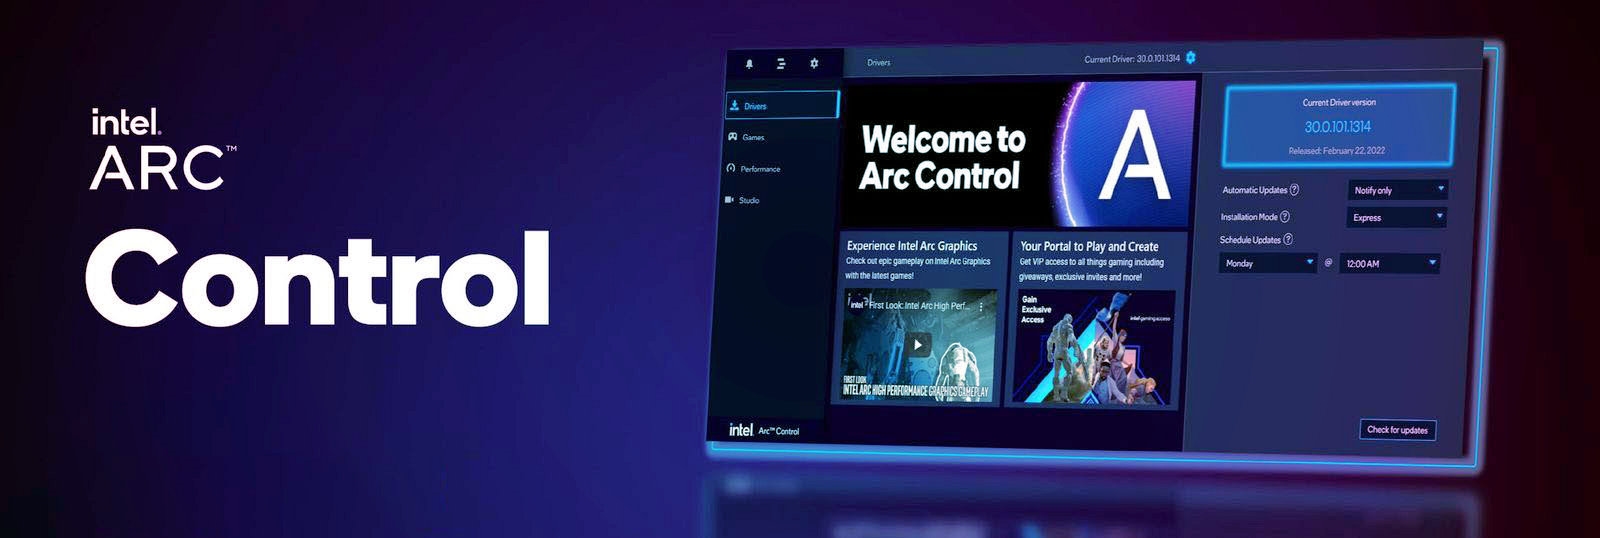 intel.
ARC™
Control
Drivers
Current Driver: 30.0.101.1314
Drivers
Games
Performance
Studio
intel Arc™ Control
Welcome to
Arc Control
A
Experience Intel Arc Graphics
Check out epic gameplay on Intel Arc Graphics
with the latest games!
intel First Look: Intel Arc High Perf...
FIRST LOOK
INTEL ARC HIGH PERFORMANCE GRAPHICS GAMEPLAY
Your Portal to Play and Create
Get VIP access to all things gaming including
giveaways, exclusive invites and more!
Gain
Exclusive
Access
intel gaming access
Current Driver version
30.0.101.1314
Released: February 22, 2022
Automatic Updates ? Notify only
Installation Mode ? Express
Schedule Updates ?
Monday @ 12:00 AM
Check for updates